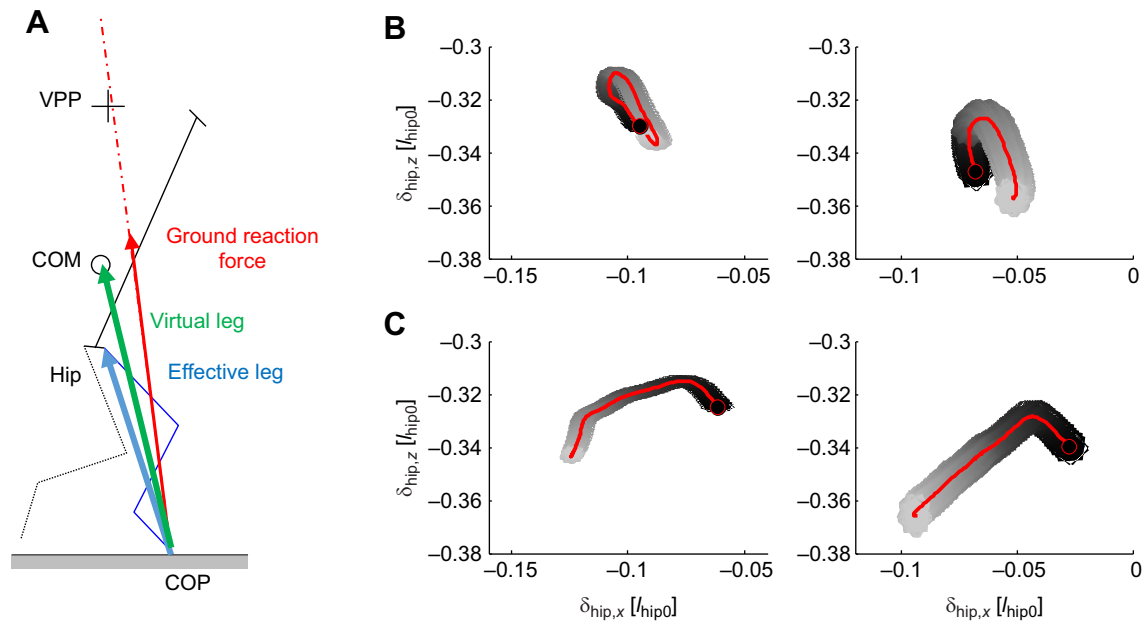 A
VPP
COM
Ground reaction
force
Virtual leg
Hip
Effective leg
COP
B
δhip,z [lhip0]
−0.3
−0.32
−0.34
−0.36
−0.38
−0.15
−0.1
−0.05
−0.3
−0.32
−0.34
−0.36
−0.38
−0.1
−0.05
0
C
δhip,z [lhip0]
−0.3
−0.32
−0.34
−0.36
−0.38
−0.15
−0.1
−0.05
δhip,x [lhip0]
−0.3
−0.32
−0.34
−0.36
−0.38
−0.1
−0.05
0
δhip,x [lhip0]